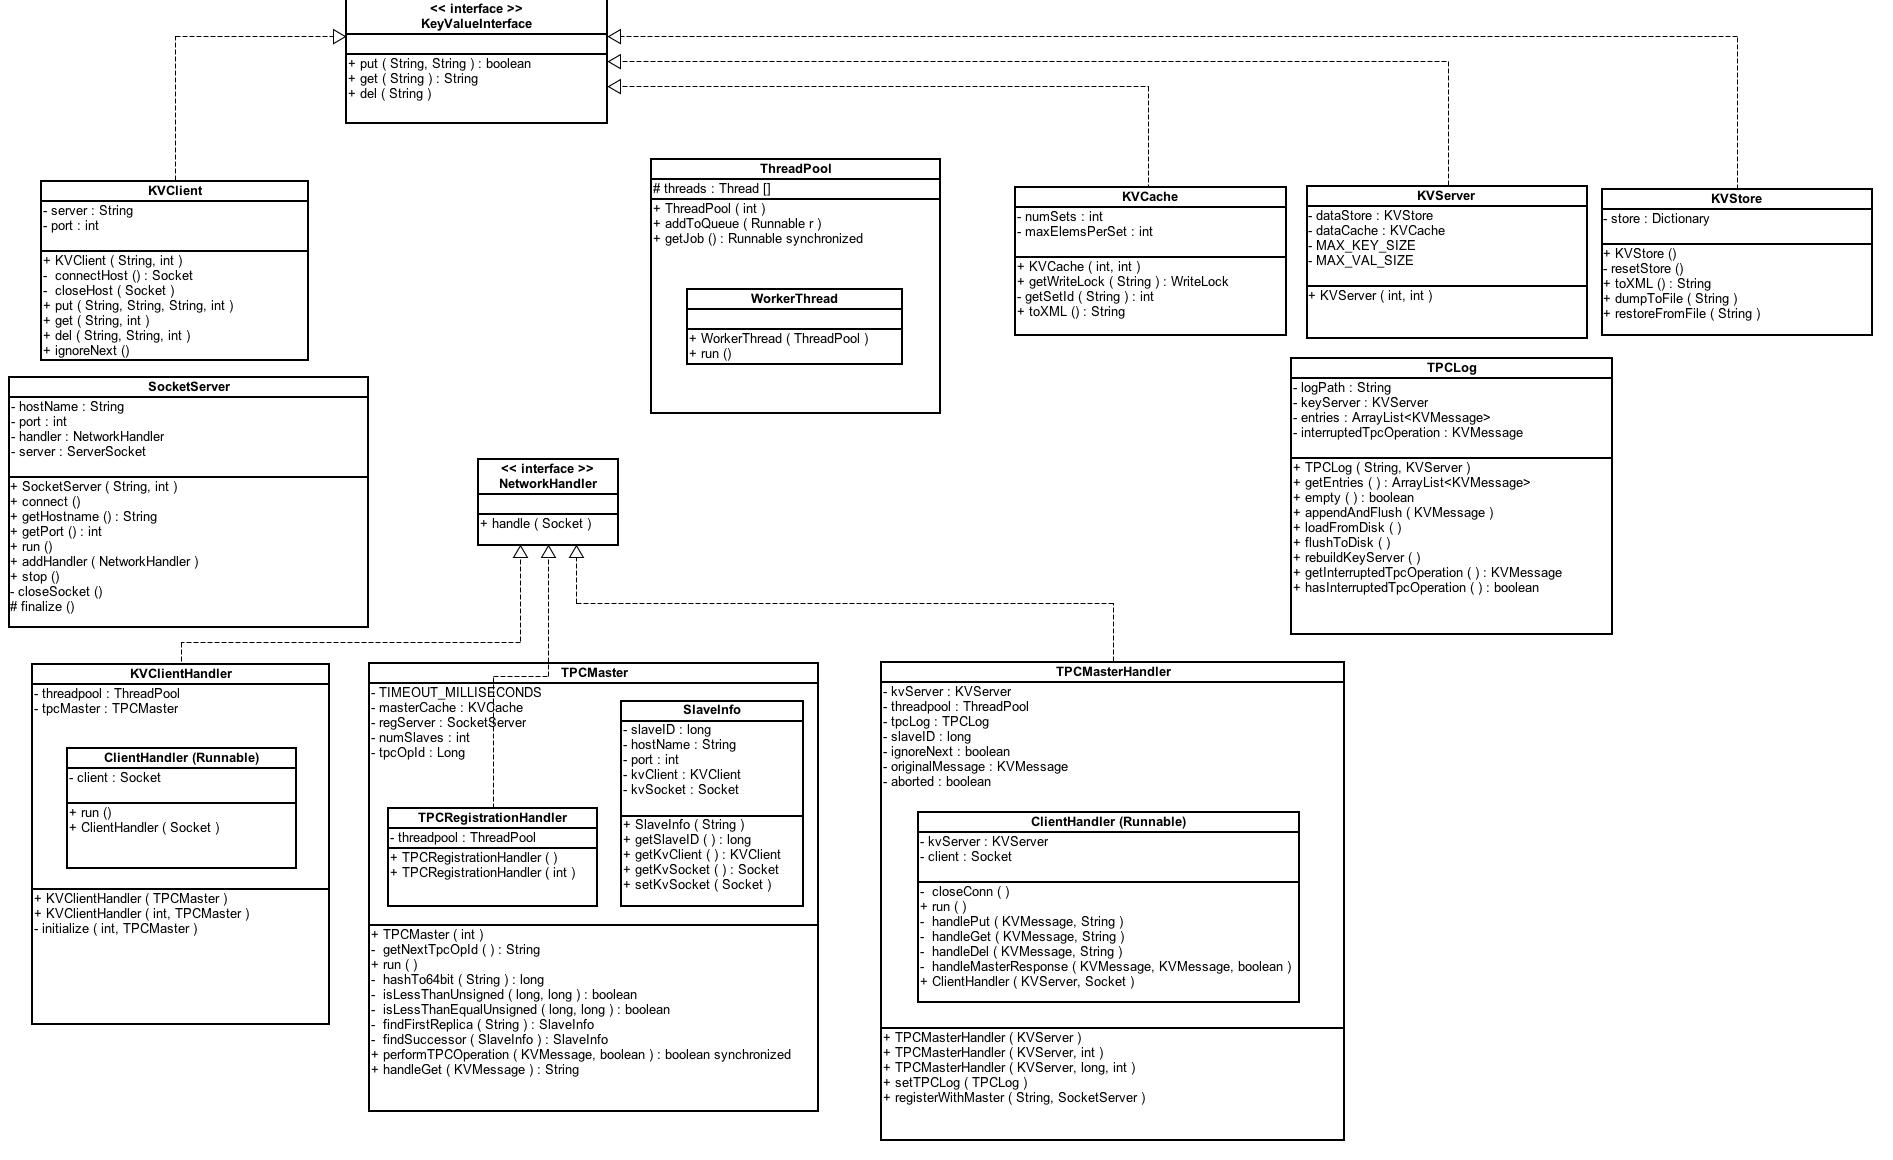 << interface >>
KeyValueInterface
+ put ( String, String ) : boolean
+ get ( String ) : String
+ del ( String )
KVClient
- server : String
- port : int
+ KVClient ( String, int )
- connectHost () : Socket
- closeHost ( Socket )
+ put ( String, String, String, int )
+ get ( String, int )
+ del ( String, String, int )
+ ignoreNext ()
ThreadPool
# threads : Thread []
+ ThreadPool ( int )
+ addToQueue ( Runnable r )
+ getJob () : Runnable synchronized
WorkerThread
+ WorkerThread ( ThreadPool )
+ run ()
KVCache
- numSets : int
- maxElemsPerSet : int
+ KVCache ( int, int )
+ getWriteLock ( String ) : WriteLock
- getSetId ( String ) : int
+ toXML () : String
KVServer
- dataStore : KVStore
- dataCache : KVCache
- MAX_KEY_SIZE
- MAX_VAL_SIZE
+ KVServer ( int, int )
KVStore
- store : Dictionary
+ KVStore ()
- resetStore ()
+ toXML () : String
+ dumpToFile ( String )
+ restoreFromFile ( String )
SocketServer
- hostName : String
- port : int
- handler : NetworkHandler
- server : ServerSocket
+ SocketServer ( String, int )
+ connect ()
+ getHostname () : String
+ getPort () : int
+ run ()
+ addHandler ( NetworkHandler )
+ stop ()
- closeSocket ()
# finalize ()
<< interface >>
NetworkHandler
+ handle ( Socket )
TPCLog
- logPath : String
- keyServer : KVServer
- entries : ArrayList<KVMessage>
- interruptedTpcOperation : KVMessage
+ TPCLog ( String, KVServer )
+ getEntries ( ) : ArrayList<KVMessage>
+ empty ( ) : boolean
+ appendAndFlush ( KVMessage )
+ loadFromDisk ( )
+ flushToDisk ( )
+ rebuildKeyServer ( )
+ getInterruptedTpcOperation ( ) : KVMessage
+ hasInterruptedTpcOperation ( ) : boolean
KVClientHandler
- threadpool : ThreadPool
- tpcMaster : TPCMaster
ClientHandler (Runnable)
- client : Socket
+ run ()
+ ClientHandler ( Socket )
+ KVClientHandler ( TPCMaster )
+ KVClientHandler ( int, TPCMaster )
- initialize ( int, TPCMaster )
TPCMaster
- TIMEOUT_MILLISECONDS
- masterCache : KVCache
- regServer : SocketServer
- numSlaves : int
- tpcOpId : Long
TPCRegistrationHandler
- threadpool : ThreadPool
+ TPCRegistrationHandler ( )
+ TPCRegistrationHandler ( int )
SlaveInfo
- slaveID : long
- hostName : String
- port : int
- kvClient : KVClient
- kvSocket : Socket
+ SlaveInfo ( String )
+ getSlaveID ( ) : long
+ getKvClient ( ) : KVClient
+ getKvSocket ( ) : Socket
+ setKvSocket ( Socket )
+ TPCMaster ( int )
- getNextTpcOpId ( ) : String
+ run ( )
- hashTo64bit ( String ) : long
- isLessThanUnsigned ( long, long ) : boolean
- isLessThanEqualUnsigned ( long, long ) : boolean
- findFirstReplica ( String ) : SlaveInfo
- findSuccessor ( SlaveInfo ) : SlaveInfo
+ performTPCOperation ( KVMessage, boolean ) : boolean synchronized
+ handleGet ( KVMessage ) : String
TPCMasterHandler
- kvServer : KVServer
- threadpool : ThreadPool
- tpcLog : TPCLog
- slaveID : long
- ignoreNext : boolean
- originalMessage : KVMessage
- aborted : boolean
ClientHandler (Runnable)
- kvServer : KVServer
- client : Socket
- closeConn ( )
+ run ( )
- handlePut ( KVMessage, String )
- handleGet ( KVMessage, String )
- handleDel ( KVMessage, String )
- handleMasterResponse ( KVMessage, KVMessage, boolean )
+ ClientHandler ( KVServer, Socket )
+ TPCMasterHandler ( KVServer )
+ TPCMasterHandler ( KVServer, int )
+ TPCMasterHandler ( KVServer, long, int )
+ setTPCLog ( TPCLog )
+ registerWithMaster ( String, SocketServer )